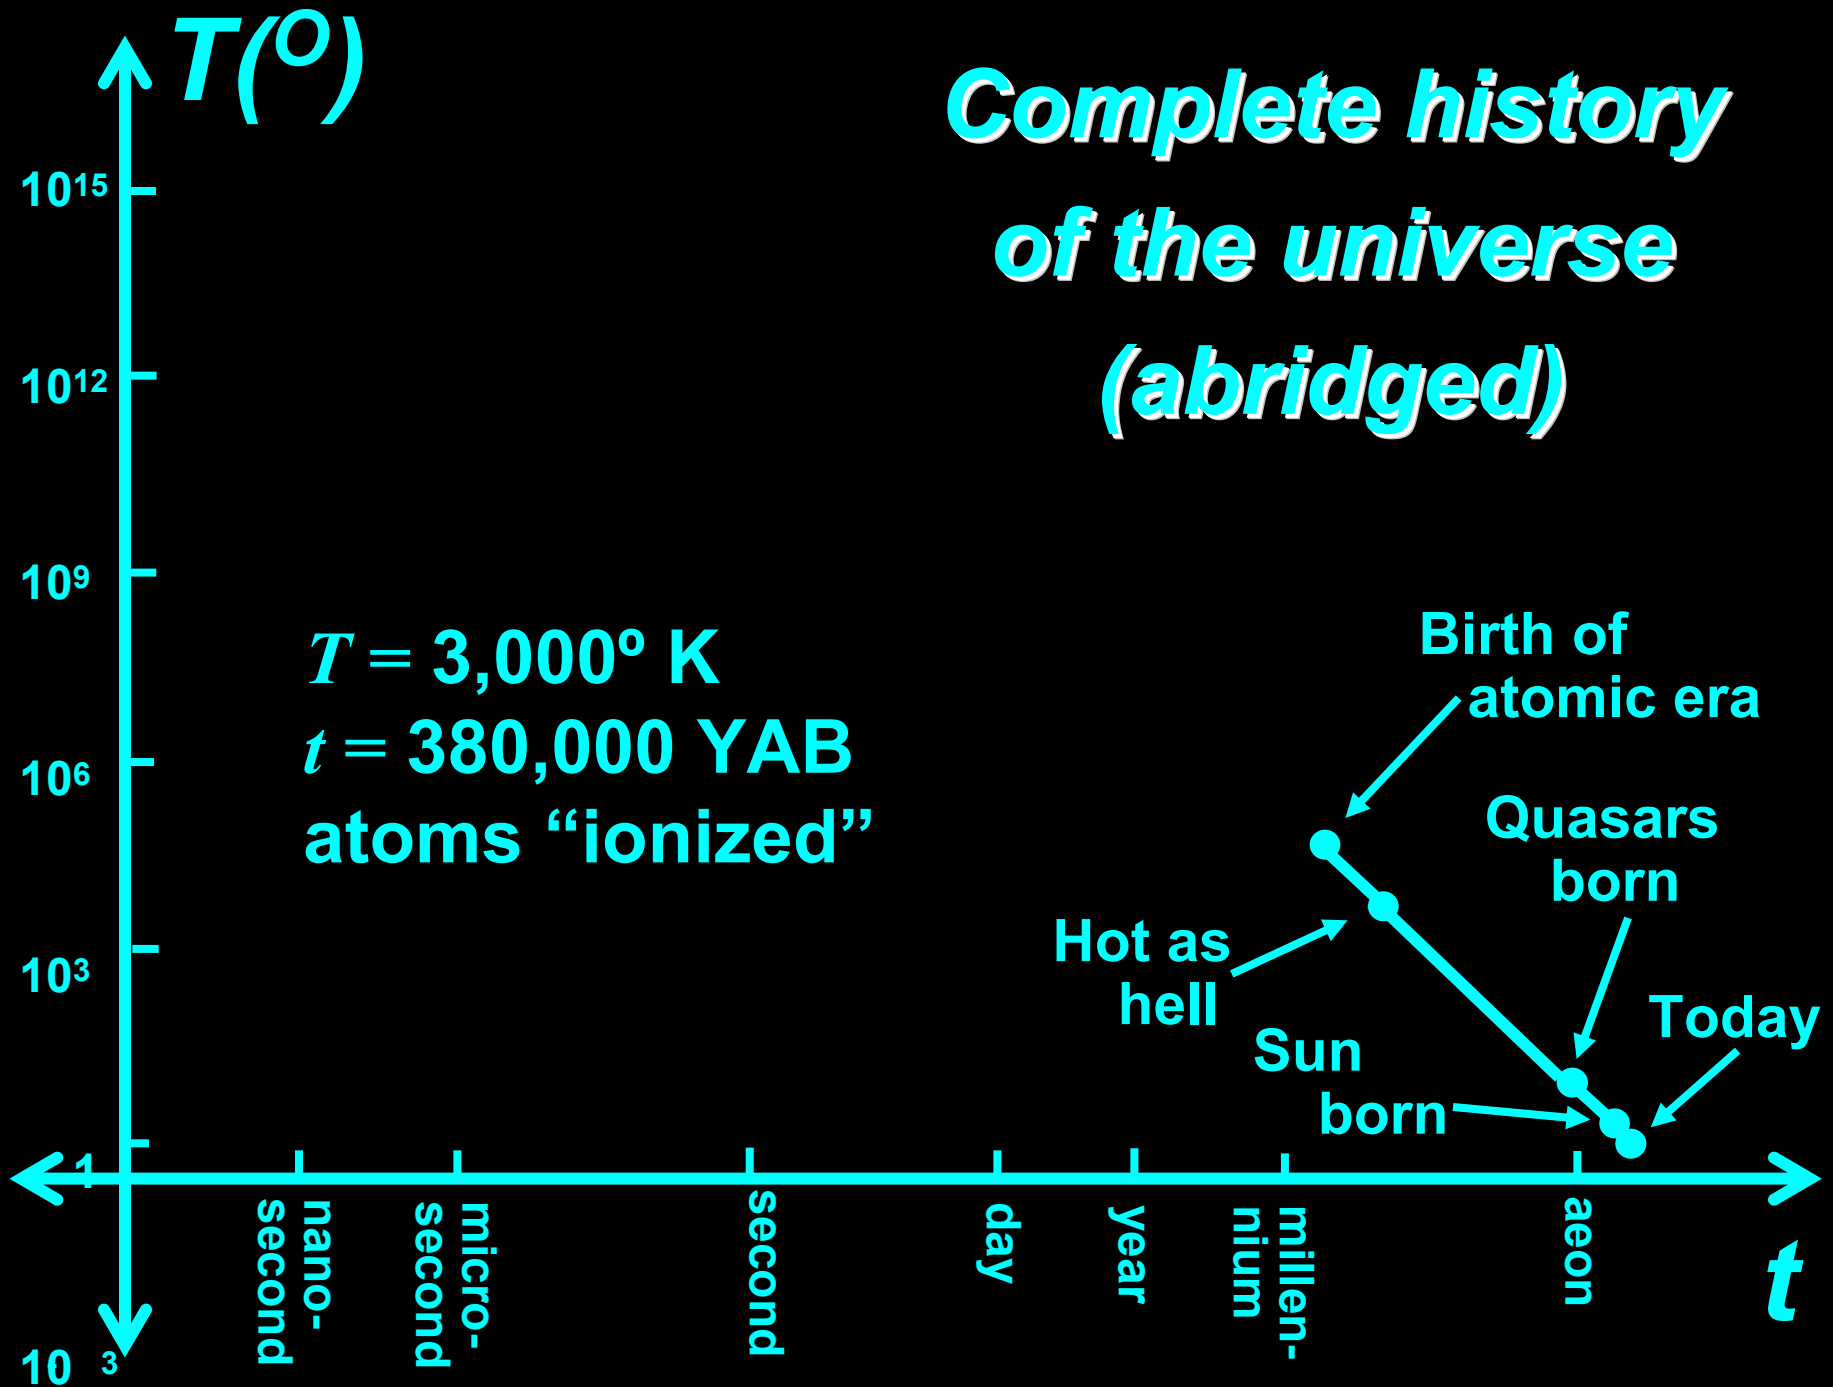 T(O)
Complete history
of the universe
(abridged)
1015
1012
109
106
103
1
10- 3
T = 3,000º K
t = 380,000 YAB
atoms “ionized”
Birth of
atomic era
Quasars
born
Hot as
hell
Sun
born
Today
nano-
second
micro-
second
second
day
year
millen-
nium
aeon
t